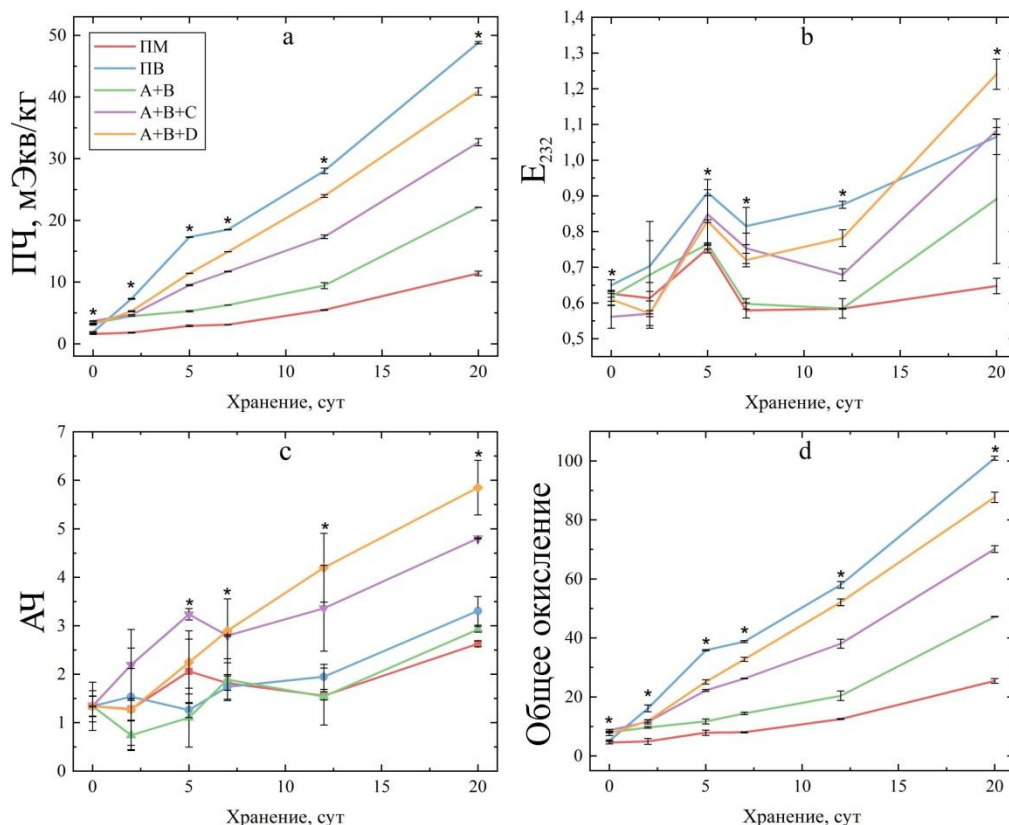 a
ПМ
ПВ
A+B
A+B+C
A+B+D
* * * * * *
50
40
30
20
10
0
ПЧ, мЭкв/кг
0 5 10 15 20
Хранение, сут
b
* * * * *
1,4
1,3
1,2
1,1
1,0
0,9
0,8
0,7
0,6
0,5
E232
0 5 10 15 20
Хранение, сут
c
* * * *
7
6
5
4
3
2
1
0
АЧ
0 5 10 15 20
Хранение, сут
d
* * * * * *
100
80
60
40
20
0
Общее окисление
0 5 10 15 20
Хранение, сут